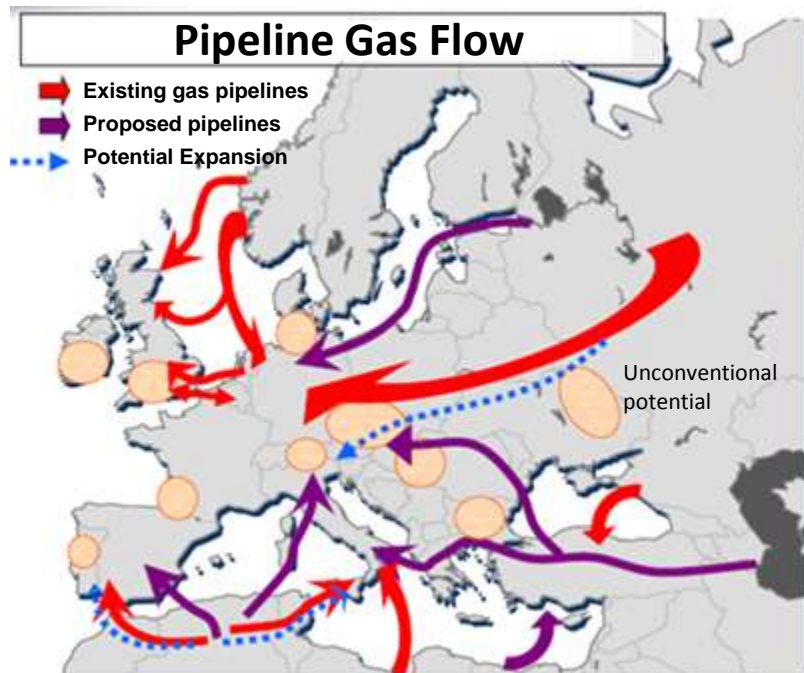 Pipeline Gas Flow
Existing gas pipelines
Proposed pipelines
Potential Expansion
Unconventional
potential